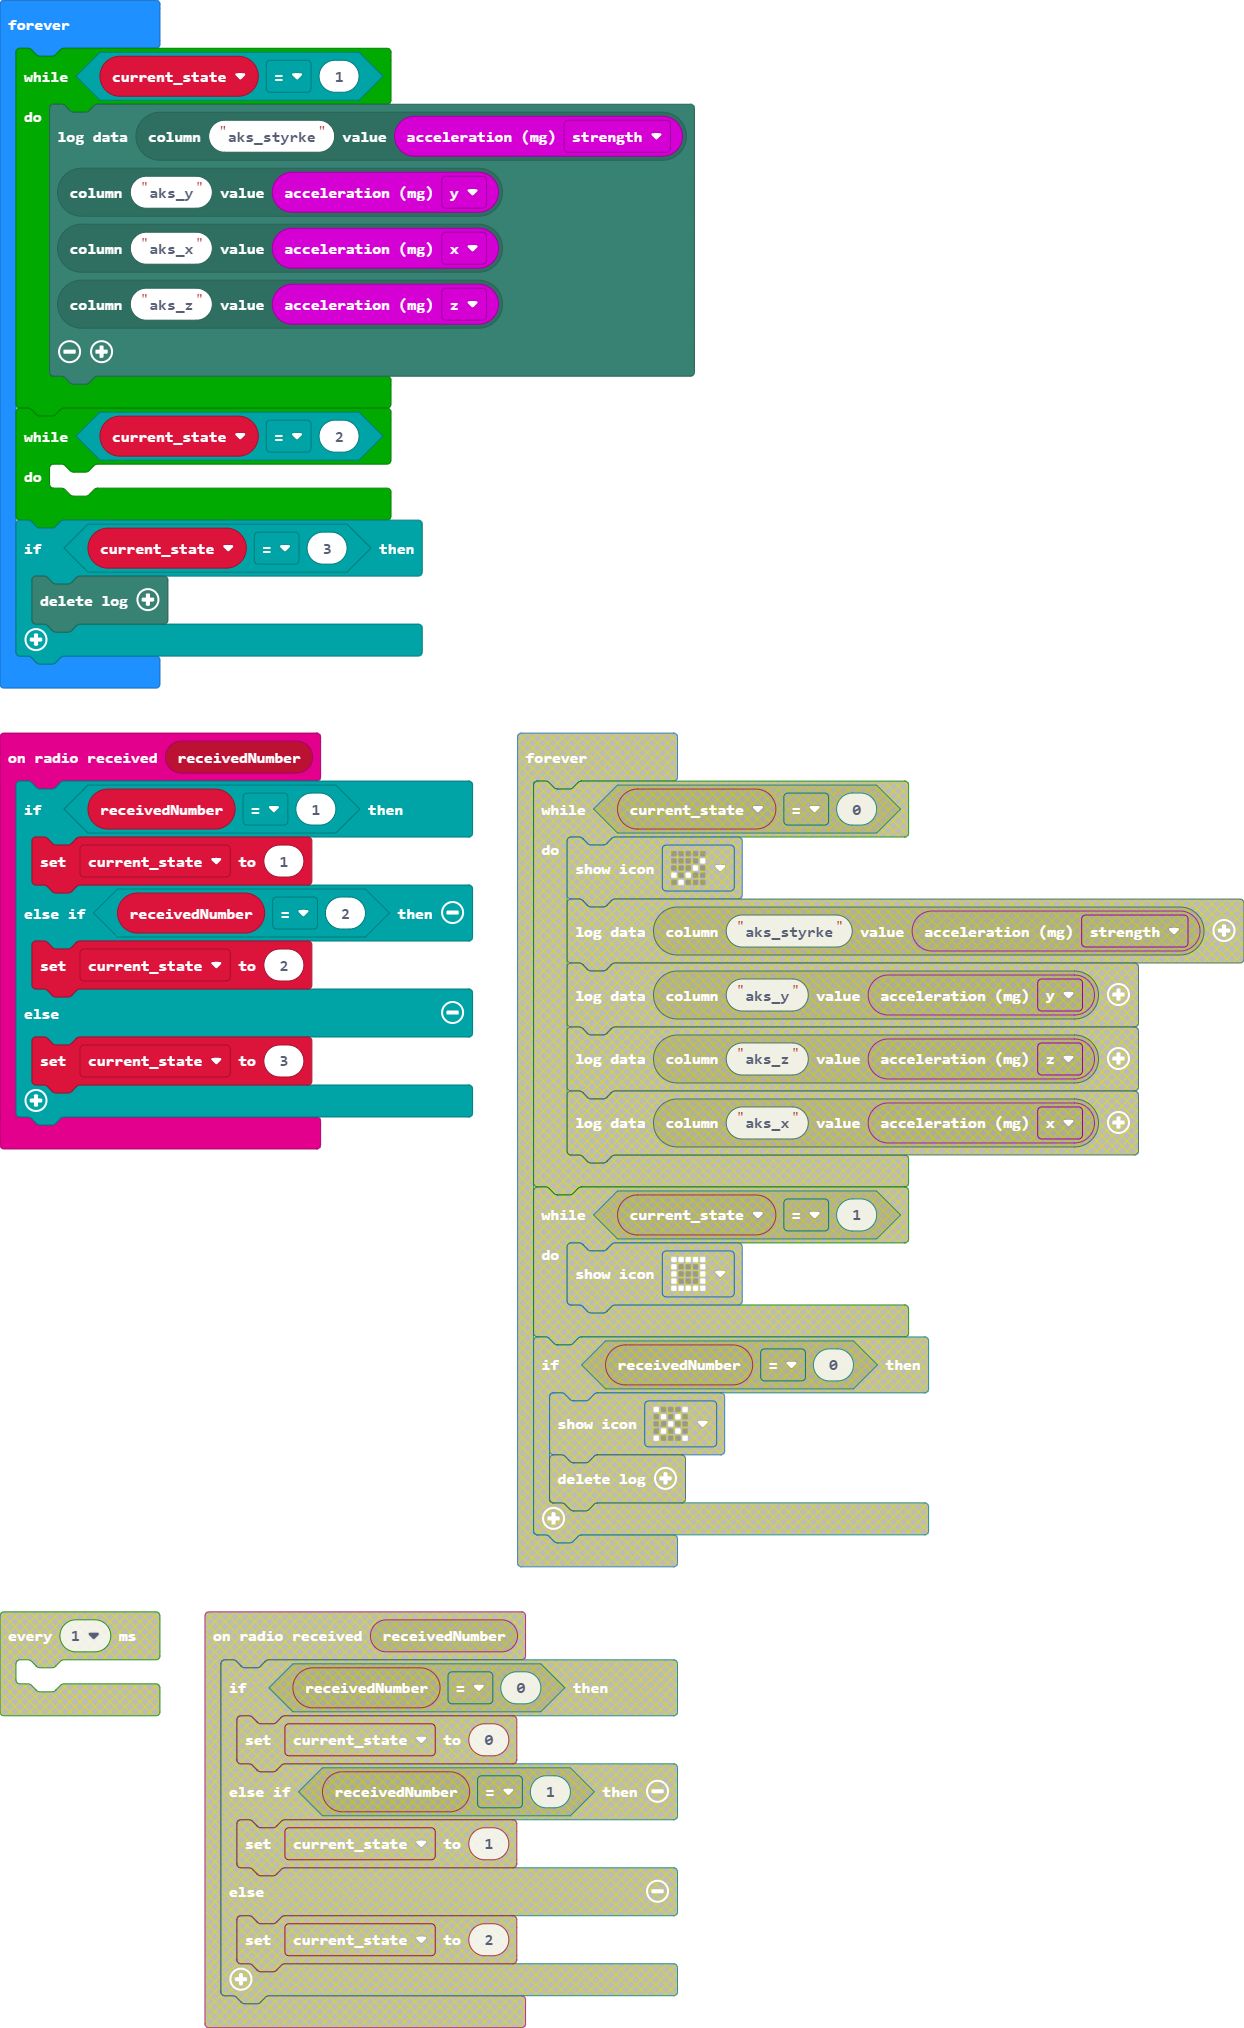 forever
while current_state = 1
do
log data column "aks_styrke" value acceleration (mg) strength
column "aks_y" value acceleration (mg) y
column "aks_x" value acceleration (mg) x
column "aks_z" value acceleration (mg) z
while current_state = 2
do
if current_state = 3 then
delete log
on radio received receivedNumber
if receivedNumber = 1 then
set current_state to 1
else if receivedNumber = 2 then
set current_state to 2
else
set current_state to 3
forever
while current_state = 0
do
show icon
log data column "aks_styrke" value acceleration (mg) strength
log data column "aks_y" value acceleration (mg) y
log data column "aks_z" value acceleration (mg) z
log data column "aks_x" value acceleration (mg) x
while current_state = 1
do
show icon
if receivedNumber = 0 then
show icon
delete log
every 1 ms
on radio received receivedNumber
if receivedNumber = 0 then
set current_state to 0
else if receivedNumber = 1 then
set current_state to 1
else
set current_state to 2